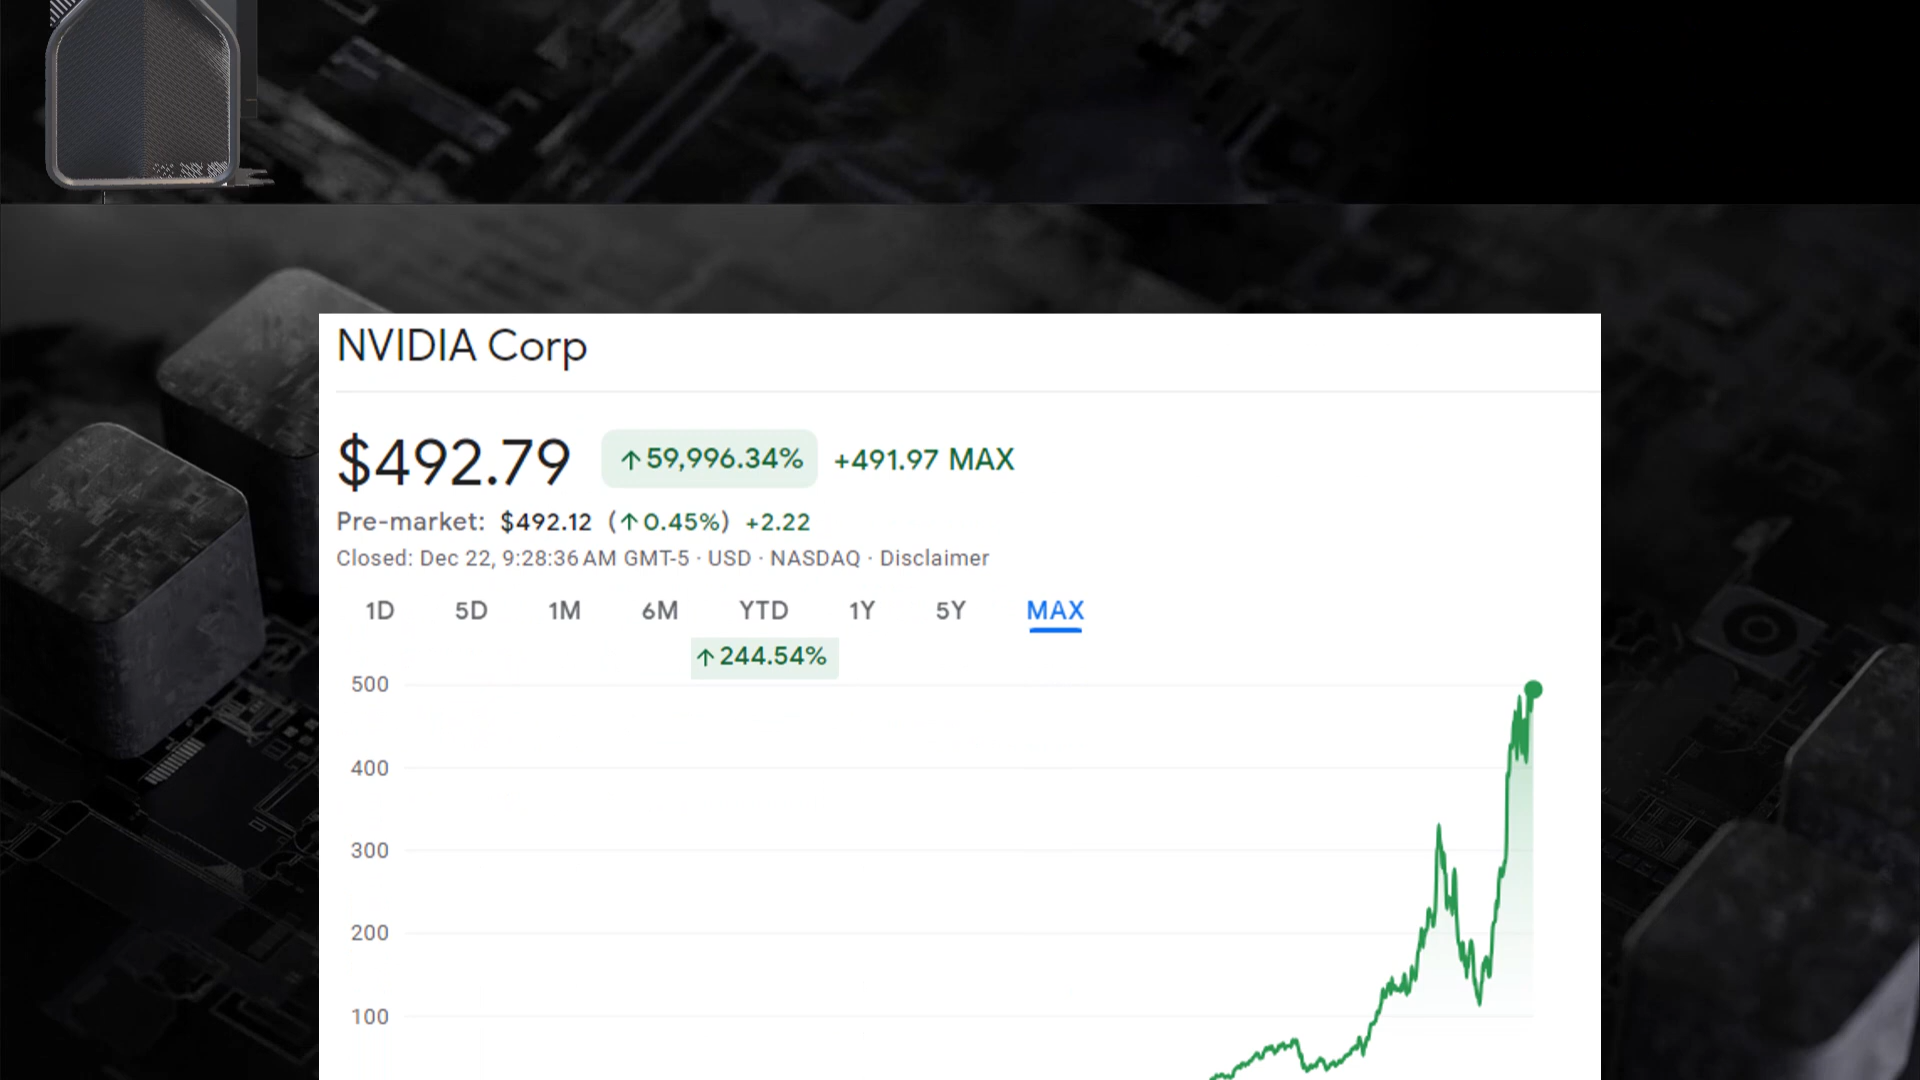 NVIDIA Corp
$492.79 ↑59,996.34% +491.97 MAX
Pre-market: $492.12 (↑0.45%) +2.22
Closed: Dec 22, 9:28:36 AM GMT-5 · USD · NASDAQ · Disclaimer
1D 5D 1M 6M YTD 1Y 5Y MAX
↑244.54%
500
400
300
200
100